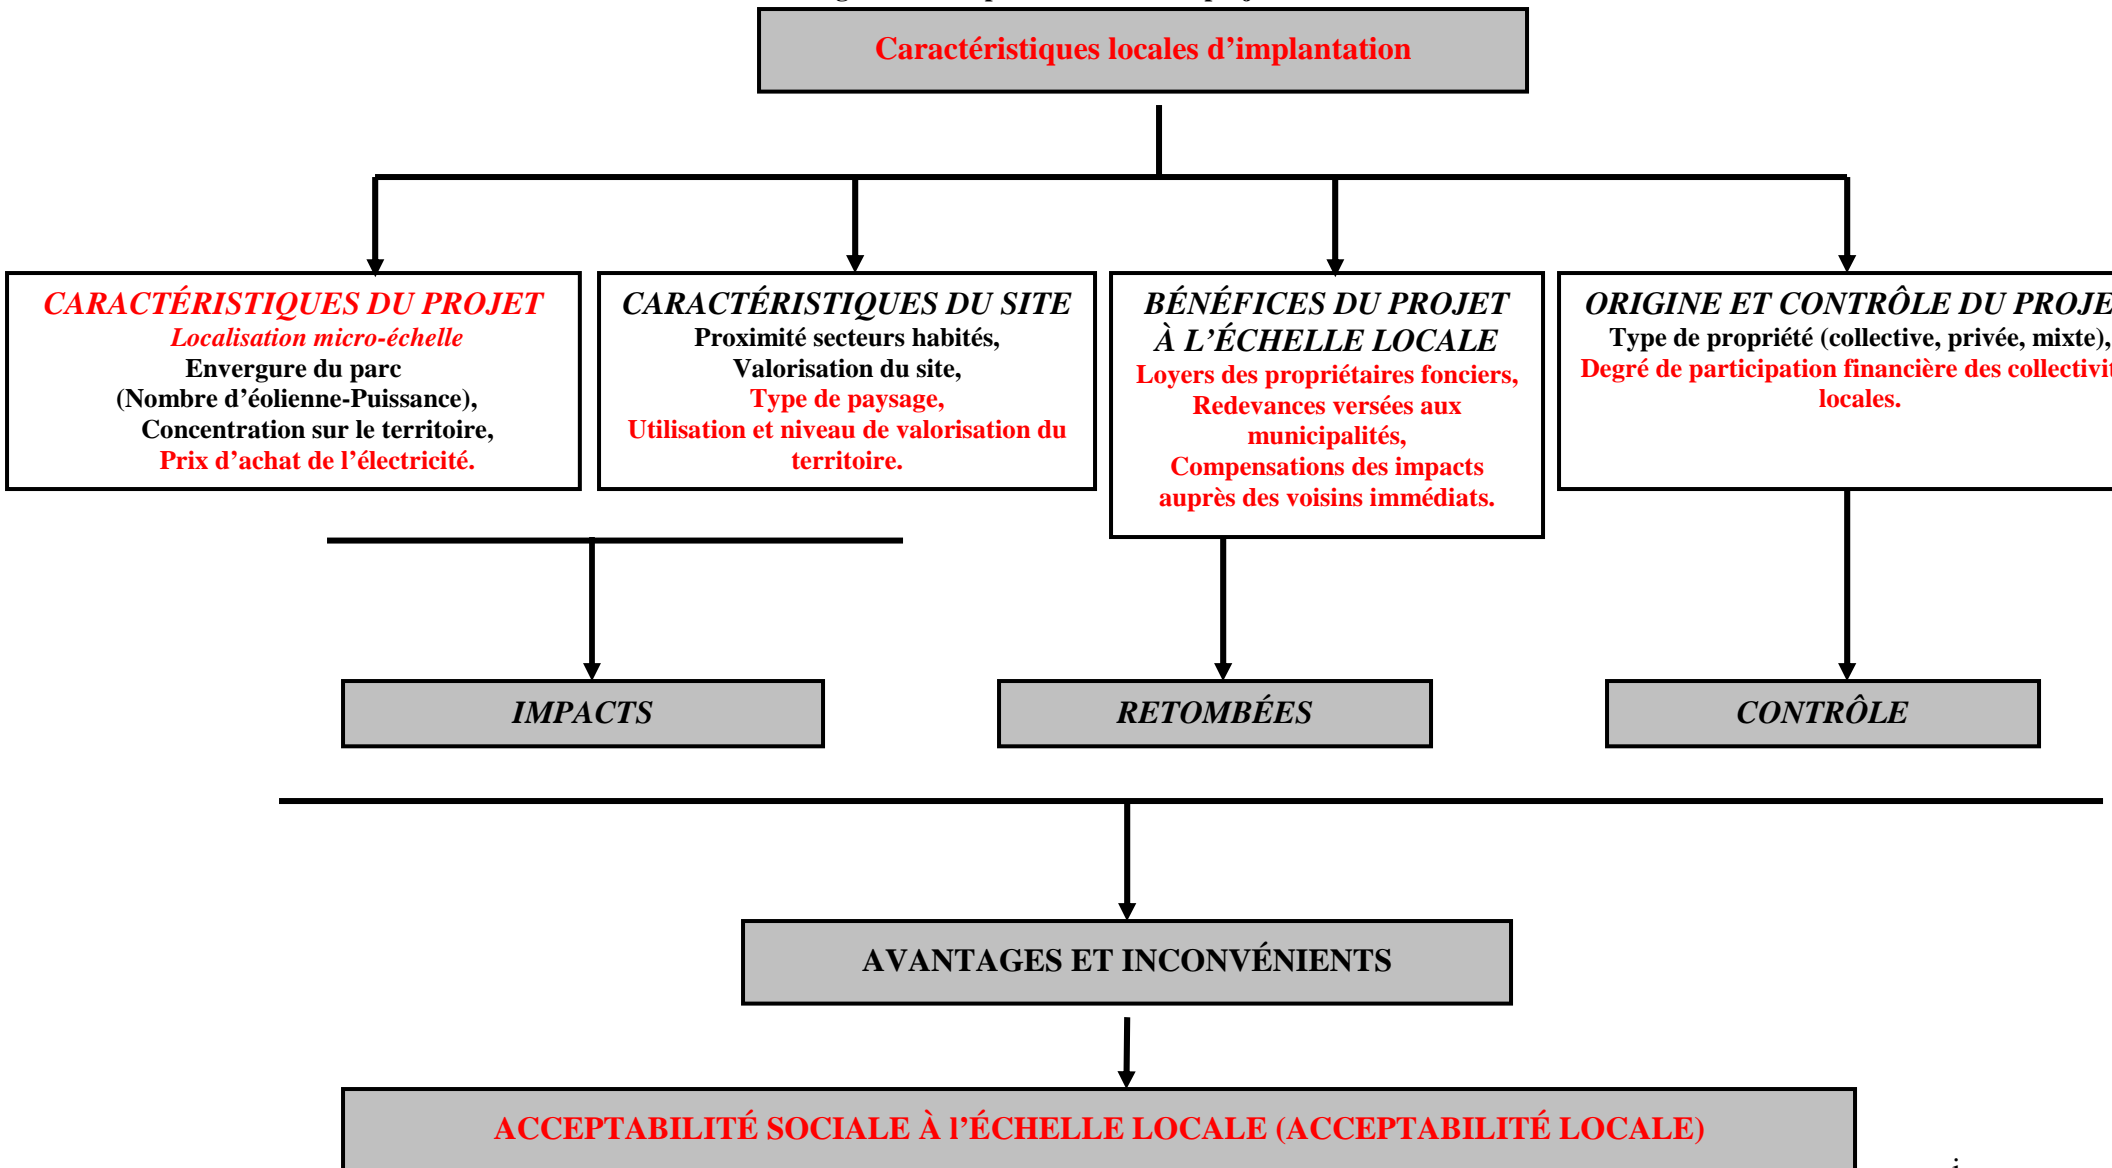 Caractéristiques locales d’implantation
CARACTÉRISTIQUES DU PROJET
Localisation micro-échelle
Envergure du parc
(Nombre d’éolienne-Puissance),
Concentration sur le territoire,
Prix d’achat de l’électricité.
CARACTÉRISTIQUES DU SITE
Proximité secteurs habités,
Valorisation du site,
Type de paysage,
Utilisation et niveau de valorisation du
territoire.
BÉNÉFICES DU PROJET
À L’ÉCHELLE LOCALE
Loyers des propriétaires fonciers,
Redevances versées aux
municipalités,
Compensations des impacts
auprès des voisins immédiats.
ORIGINE ET CONTRÔLE DU PROJE
Type de propriété (collective, privée, mixte),
Degré de participation financière des collectivit
locales.
IMPACTS
RETOMBÉES
CONTRÔLE
AVANTAGES ET INCONVÉNIENTS
ACCEPTABILITÉ SOCIALE À l’ÉCHELLE LOCALE (ACCEPTABILITÉ LOCALE)